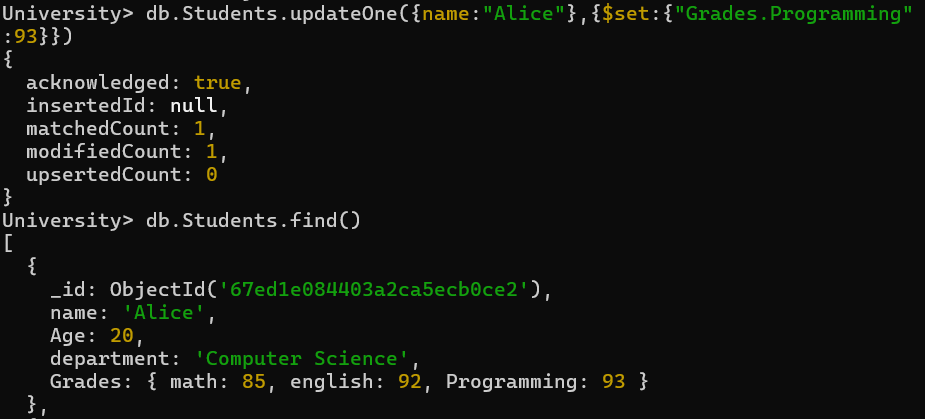 University> db.Students.updateOne({name:"Alice"},{$set:{"Grades.Programming"
:93}})
{
  acknowledged: true,
  insertedId: null,
  matchedCount: 1,
  modifiedCount: 1,
  upsertedCount: 0
}
University> db.Students.find()
[
  {
    _id: ObjectId('67ed1e084403a2ca5ecb0ce2'),
    name: 'Alice',
    Age: 20,
    department: 'Computer Science',
    Grades: { math: 85, english: 92, Programming: 93 }
  },